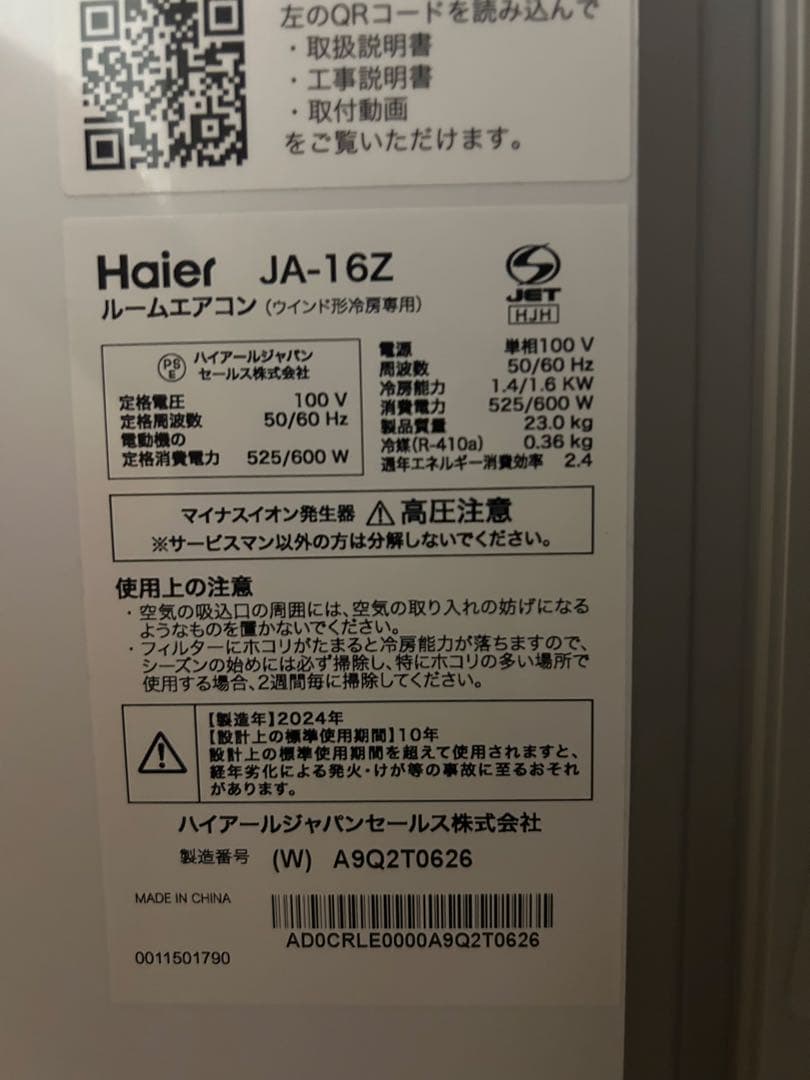 左のQRコードを読み込んで
・取扱説明書
・工事説明書
・取付動画
をご覧いただけます。
Haier JA-16Z
ルームエアコン（ウインド形冷房専用）
JET
HJH
PS
E
ハイアールジャパン
セールス株式会社
定格電圧 100 V
定格周波数 50/60 Hz
電動機の
定格消費電力 525/600 W
電源 単相100 V
周波数 50/60 Hz
冷房能力 1.4/1.6 KW
消費電力 525/600 W
製品質量 23.0 kg
冷媒（R-410a） 0.36 kg
通年エネルギー消費効率 2.4
マイナスイオン発生器 高圧注意
※サービスマン以外の方は分解しないでください。
使用上の注意
・空気の吸込口の周囲には、空気の取り入れの妨げになる
ようなものを置かないでください。
・フィルターにホコリがたまると冷房能力が落ちますので、
シーズンの始めには必ず掃除し、特にホコリの多い場所で
使用する場合、2週間毎に掃除してください。
【製造年】2024年
【設計上の標準使用期間】10年
設計上の標準使用期間を超えて使用されますと、
経年劣化による発火・けが等の事故に至るおそれ
があります。
ハイアールジャパンセールス株式会社
製造番号 (W) A9Q2T0626
MADE IN CHINA
AD0CRLE0000A9Q2T0626
0011501790